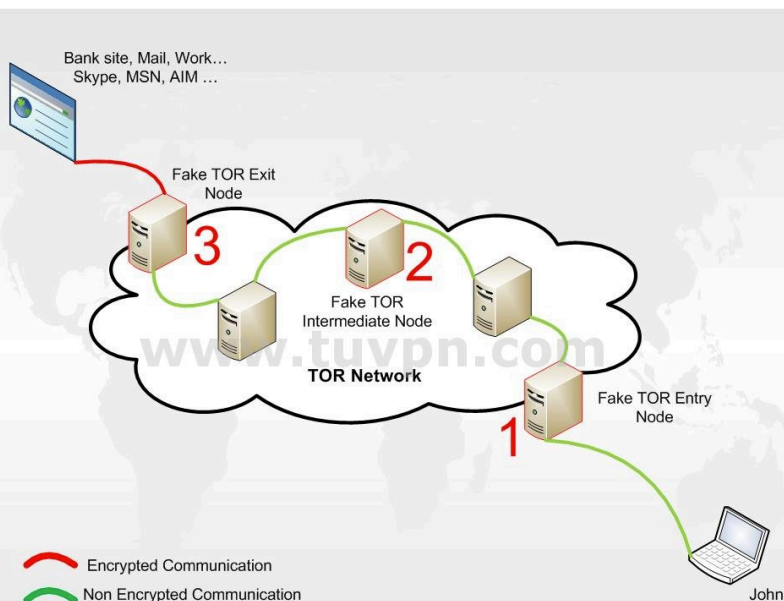 Bank site, Mail, Work…
Skype, MSN, AIM …
Fake TOR Exit
Node
3
2
Fake TOR
Intermediate Node
www.tuvpn.com
TOR Network
Fake TOR Entry
Node
1
Encrypted Communication
Non Encrypted Communication
John